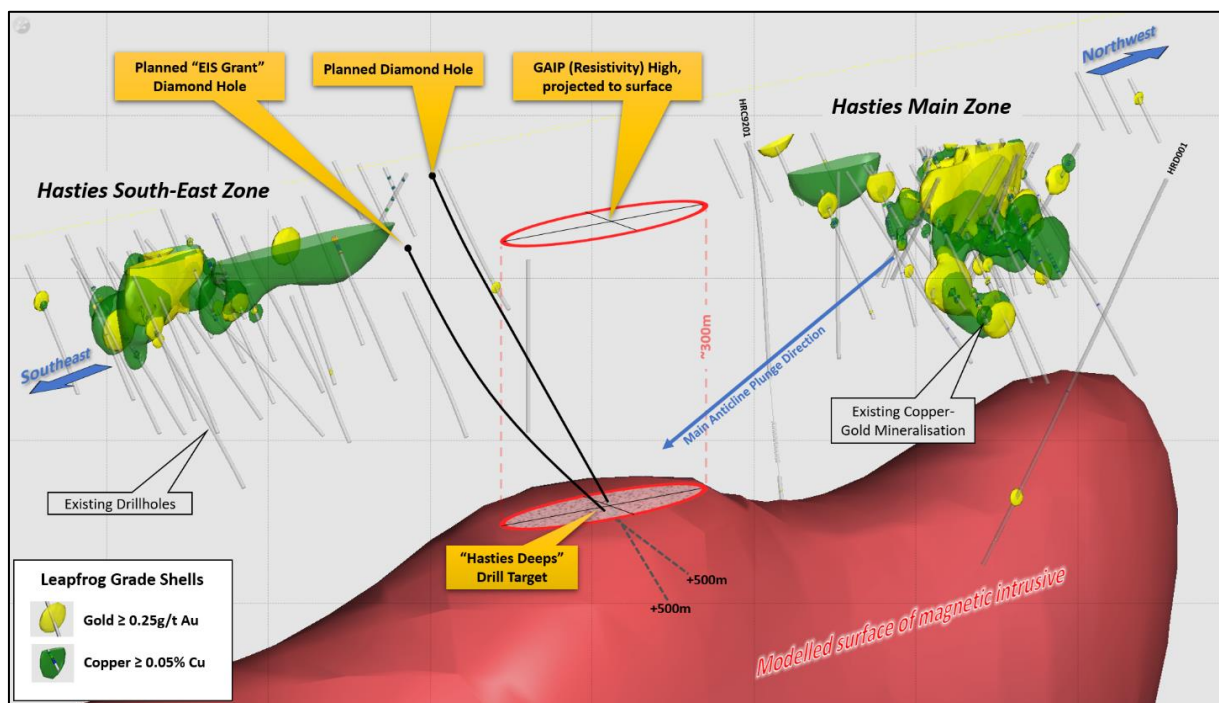 Planned "EIS Grant"
Diamond Hole
Planned Diamond Hole
GAIP (Resistivity) High,
projected to surface
Northwest
Hasties Main Zone
HRC9201
HRD001
Hasties South-East Zone
Southeast
~300m
Main Anticline Plunge Direction
Existing Copper-
Gold Mineralisation
Existing Drillholes
"Hasties Deeps"
Drill Target
+500m
+500m
Modelled surface of magnetic intrusive
Leapfrog Grade Shells
Gold ≥ 0.25g/t Au
Copper ≥ 0.05% Cu